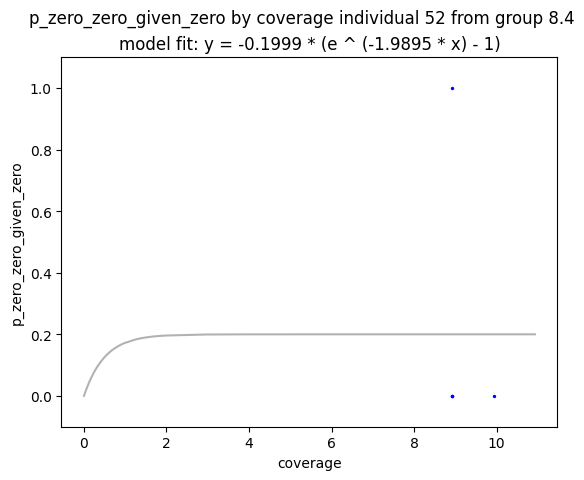 p_zero_zero_given_zero by coverage individual 52 from group 8.4
model fit: y = -0.1999 * (e ^ (-1.9895 * x) - 1)
1.0
0.8
0.6
0.4
0.2
0.0
p_zero_zero_given_zero
0 2 4 6 8 10
coverage